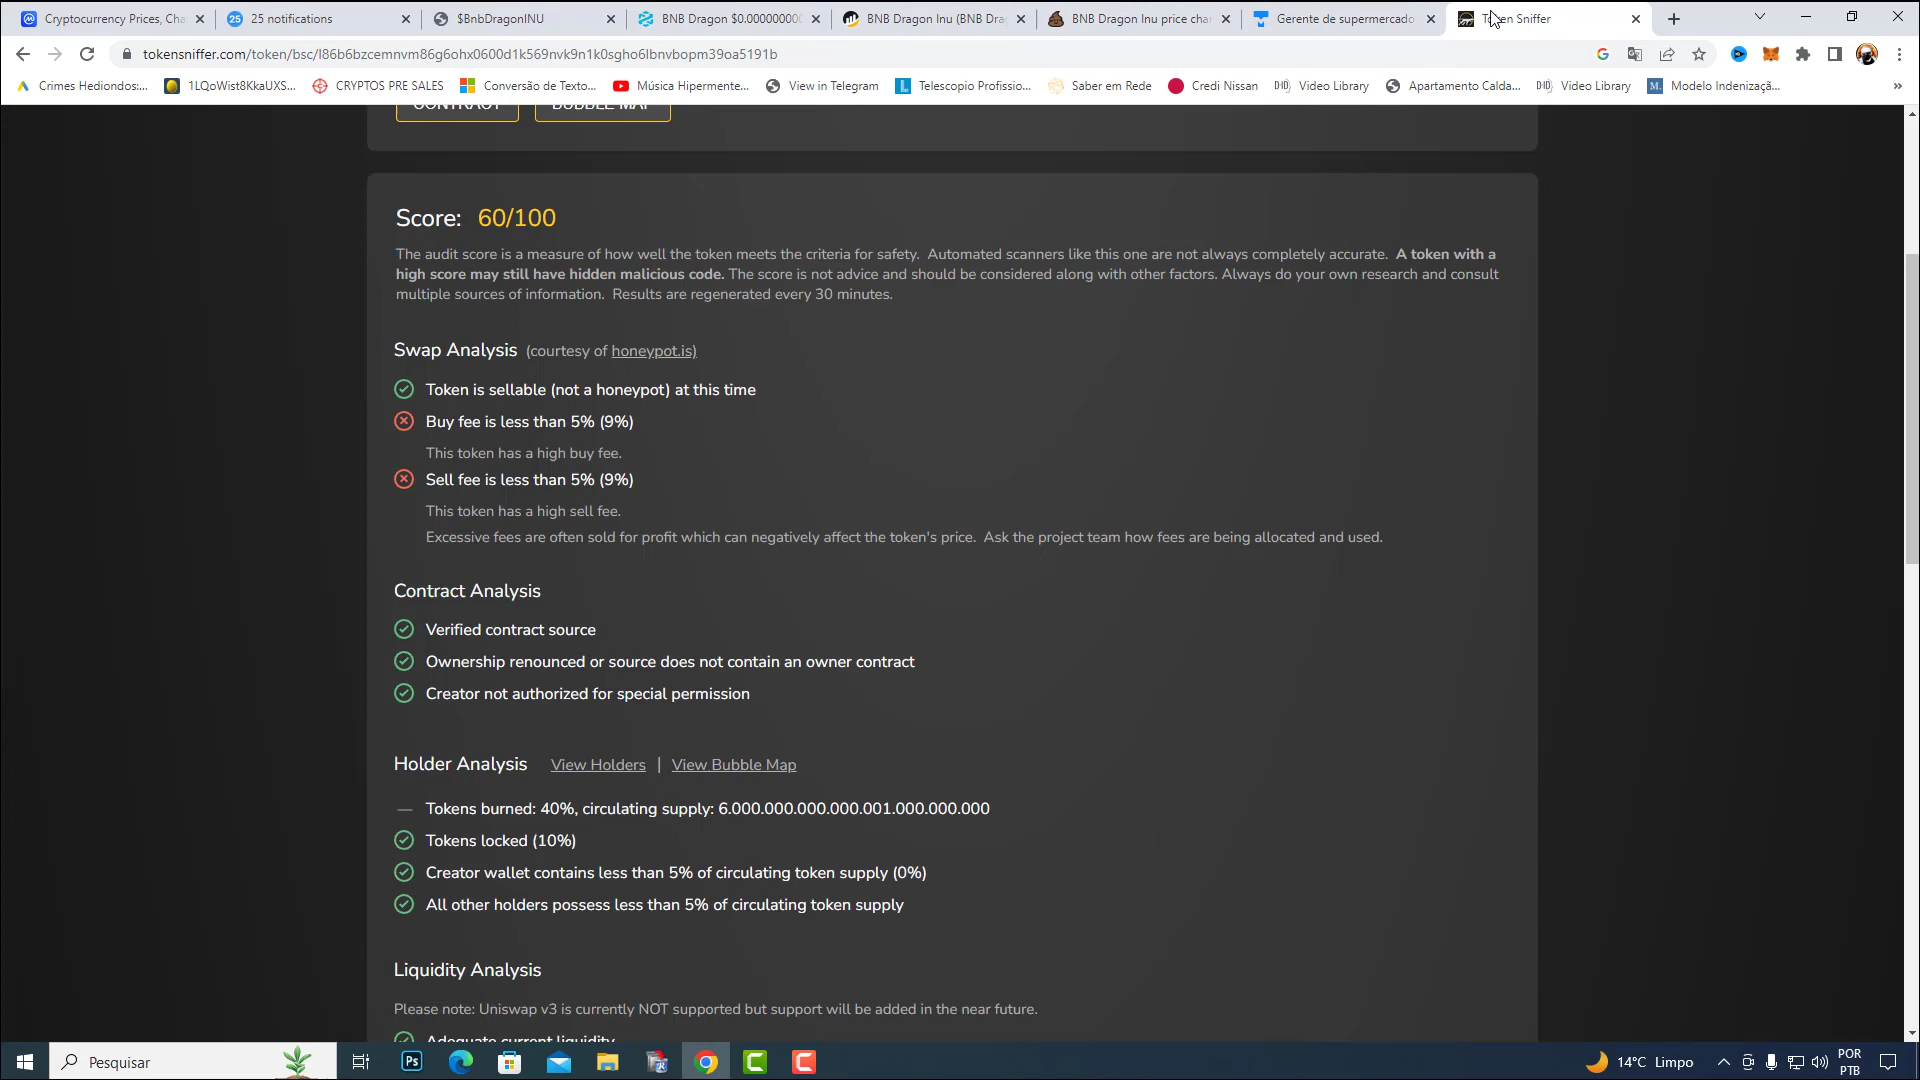 Cryptocurrency Prices, Cha
25 notifications
$BnbDragonINU
BNB Dragon $0.000000000
BNB Dragon Inu (BNB Dra
BNB Dragon Inu price char
Gerente de supermercado
Token Sniffer
tokensniffer.com/token/bsc/l86b6bzcemnvm86g6ohx0600d1k569nvk9n1k0sgho6lbnvbopm39oa5191b
Crimes Hediondos:...
1LQoWist8KkaUXS...
CRYPTOS PRE SALES
Conversão de Texto...
Música Hipermente...
View in Telegram
Telescopio Profissio...
Saber em Rede
Credi Nissan
Video Library
Apartamento Calda...
Video Library
Modelo Indenizaçã...
CONTRACT
BUBBLE MAP
Score: 60/100
The audit score is a measure of how well the token meets the criteria for safety. Automated scanners like this one are not always completely accurate. A token with a
high score may still have hidden malicious code. The score is not advice and should be considered along with other factors. Always do your own research and consult
multiple sources of information. Results are regenerated every 30 minutes.
Swap Analysis (courtesy of honeypot.is)
Token is sellable (not a honeypot) at this time
Buy fee is less than 5% (9%)
This token has a high buy fee.
Sell fee is less than 5% (9%)
This token has a high sell fee.
Excessive fees are often sold for profit which can negatively affect the token's price. Ask the project team how fees are being allocated and used.
Contract Analysis
Verified contract source
Ownership renounced or source does not contain an owner contract
Creator not authorized for special permission
Holder Analysis View Holders | View Bubble Map
Tokens burned: 40%, circulating supply: 6.000.000.000.000.001.000.000.000
Tokens locked (10%)
Creator wallet contains less than 5% of circulating token supply (0%)
All other holders possess less than 5% of circulating token supply
Liquidity Analysis
Please note: Uniswap v3 is currently NOT supported but support will be added in the near future.
Adequate current liquidity
Pesquisar
Ps
14°C Limpo
POR
PTB